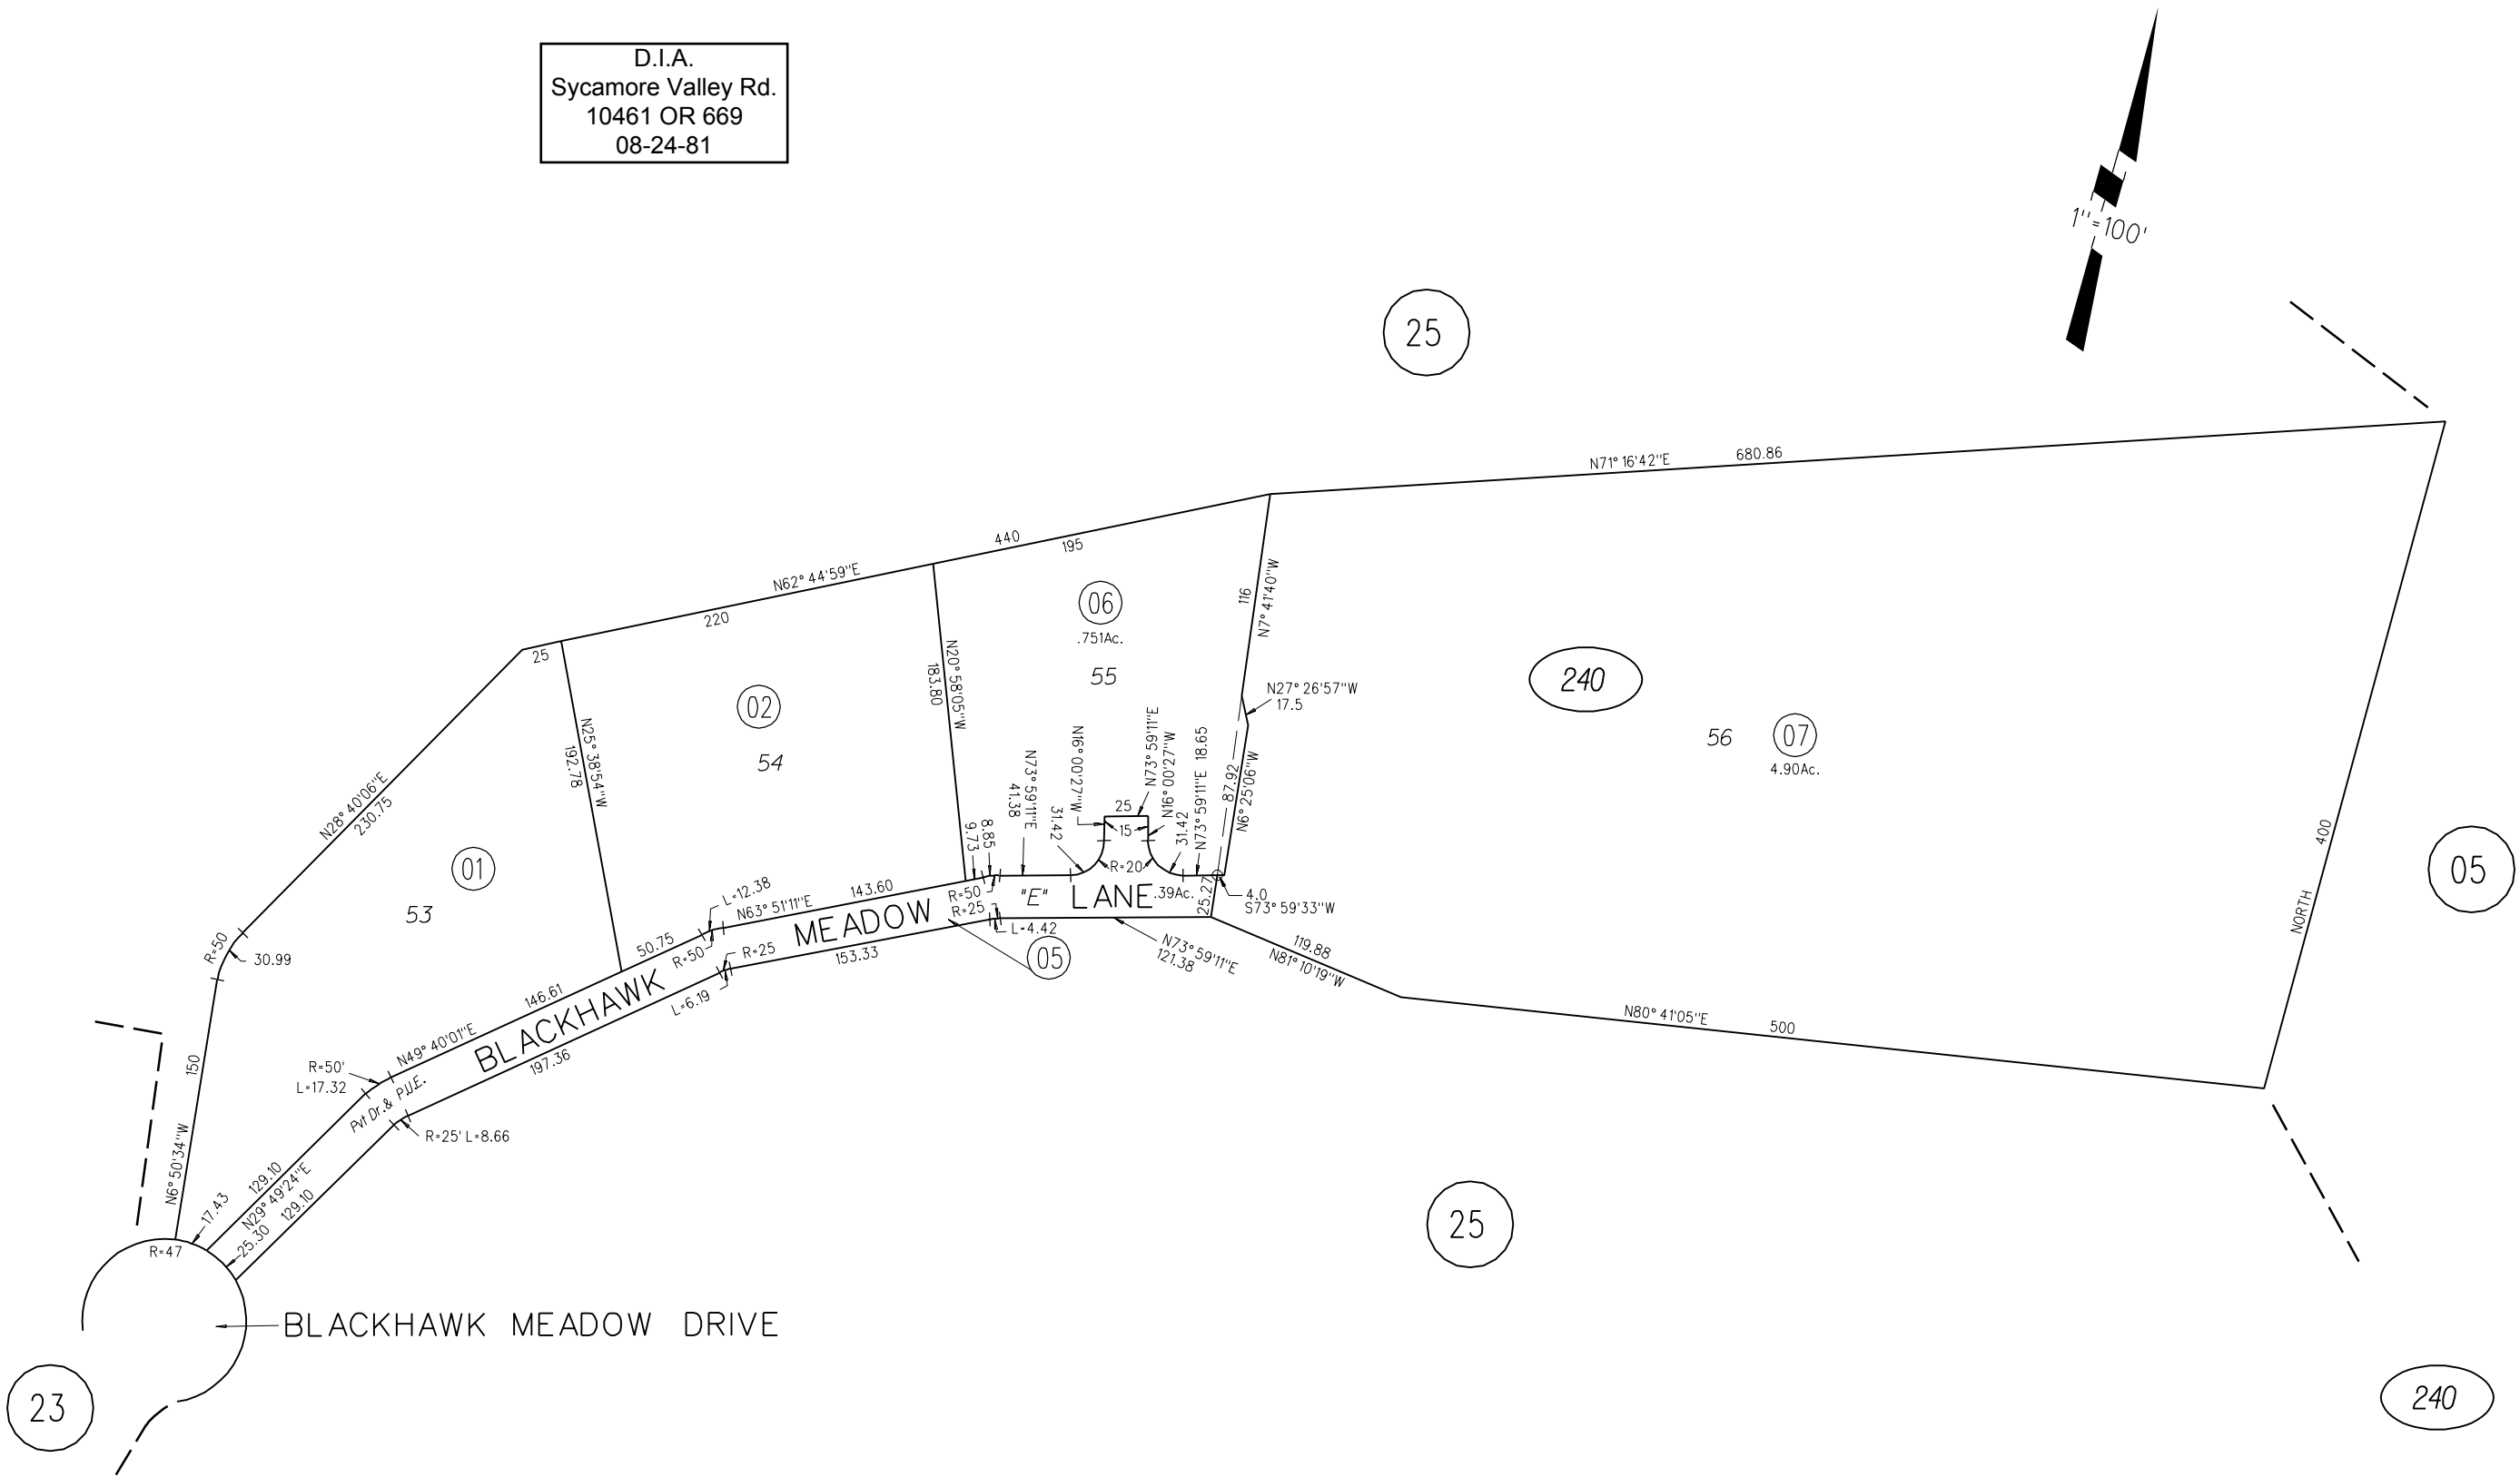 D.I.A.
Sycamore Valley Rd.
10461 OR 669
08-24-81
1''=100'
25
N71° 16'42''E
680.86
440
195
N62° 44'59''E
220
25
N28° 40'06''E
230.75
R=50
30.99
150
N6° 50'34''W
01
53
N25° 38'54''W
192.78
02
54
N20° 58'05''W
183.80
06
.751Ac.
55
116
N7° 41'40''W
N27° 26'57''W
17.5
87.92
N6° 25'06''W
240
56
07
4.90Ac.
400
NORTH
05
N16° 00'27''W
25
N73° 59'11''E
N16° 00'27''W
15
R=20
31.42
N73° 59'11''E 18.65
31.42
N73° 59'11''E
41.38
8.85
9.73
R=50
R=25
L=4.42
05
"E" LANE
.39Ac.
25.27
4.0
S73° 59'33''W
N73° 59'11''E
121.38
119.88
N81° 10'19''W
N80° 41'05''E
500
L=12.38
N63° 51'11''E
143.60
MEADOW
153.33
50.75
R=50
R=25
L=6.19
146.61
N49° 40'01''E
BLACKHAWK
197.36
R=50'
L=17.32
Pvt Dr. & P.U.E.
R=25' L=8.66
129.10
N29° 49'24''E
129.10
17.43
25.30
R=47
BLACKHAWK MEADOW DRIVE
25
23
240